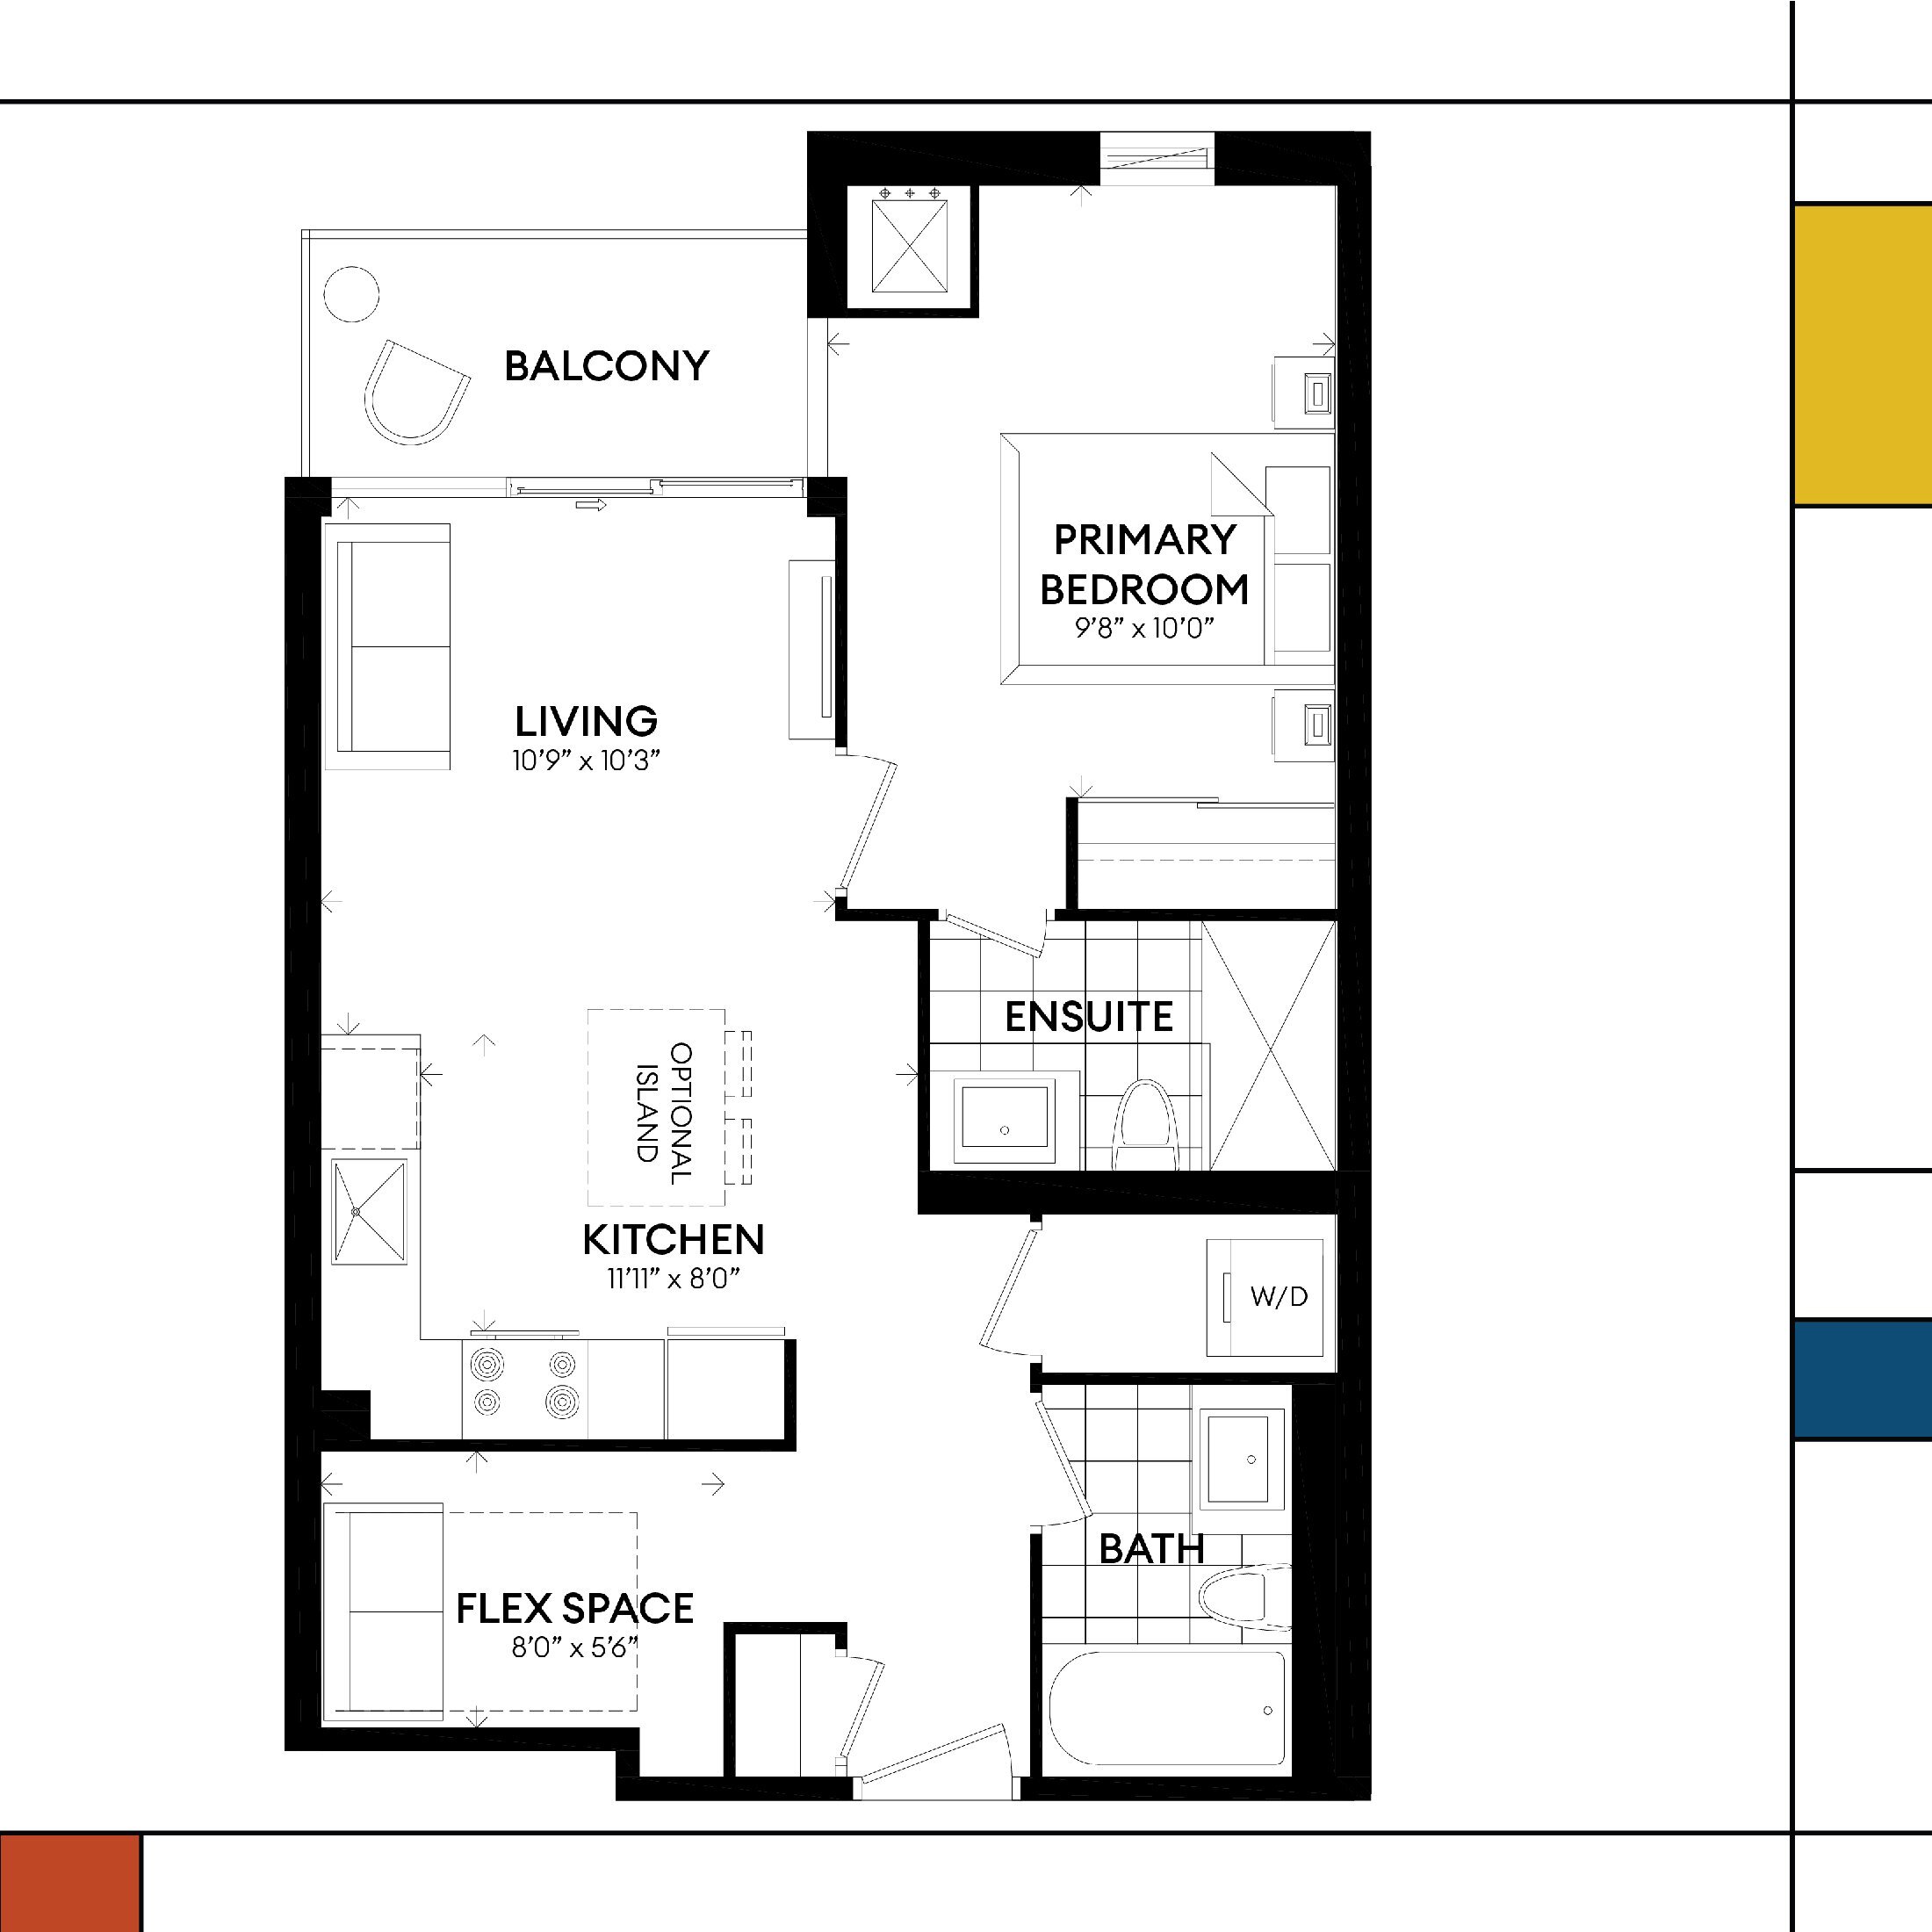 BALCONY
PRIMARY
BEDROOM
9’8” x 10’0”
LIVING
10’9” x 10’3”
ENSUITE
OPTIONAL
ISLAND
KITCHEN
11’11” x 8’0”
W/D
BATH
FLEX SPACE
8’0” x 5’6”